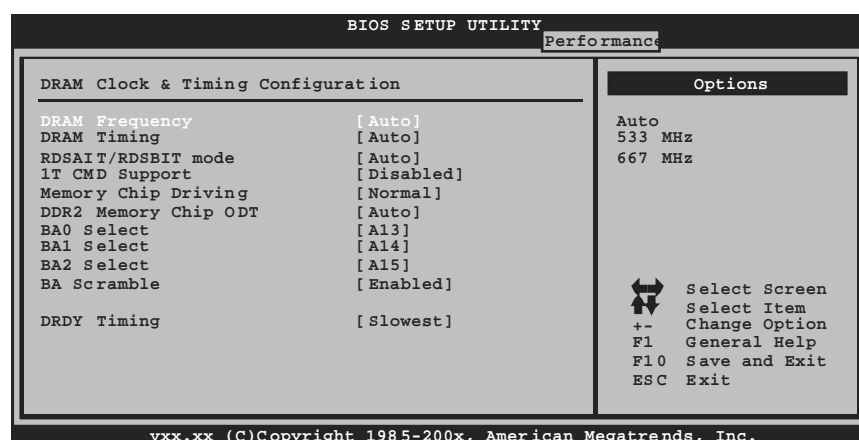 BIOS SETUP UTILITY
Performance
DRAM Clock & Timing Configuration
DRAM Frequency [Auto]
DRAM Timing [Auto]
RDSAIT/RDSBIT mode [Auto]
1T CMD Support [Disabled]
Memory Chip Driving [Normal]
DDR2 Memory Chip ODT [Auto]
BA0 Select [A13]
BA1 Select [A14]
BA2 Select [A15]
BA Scramble [Enabled]
DRDY Timing [Slowest]
Options
Auto
533 MHz
667 MHz
Select Screen
Select Item
+- Change Option
F1 General Help
F10 Save and Exit
ESC Exit
vxx.xx (C)Copyright 1985-200x, American Megatrends, Inc.